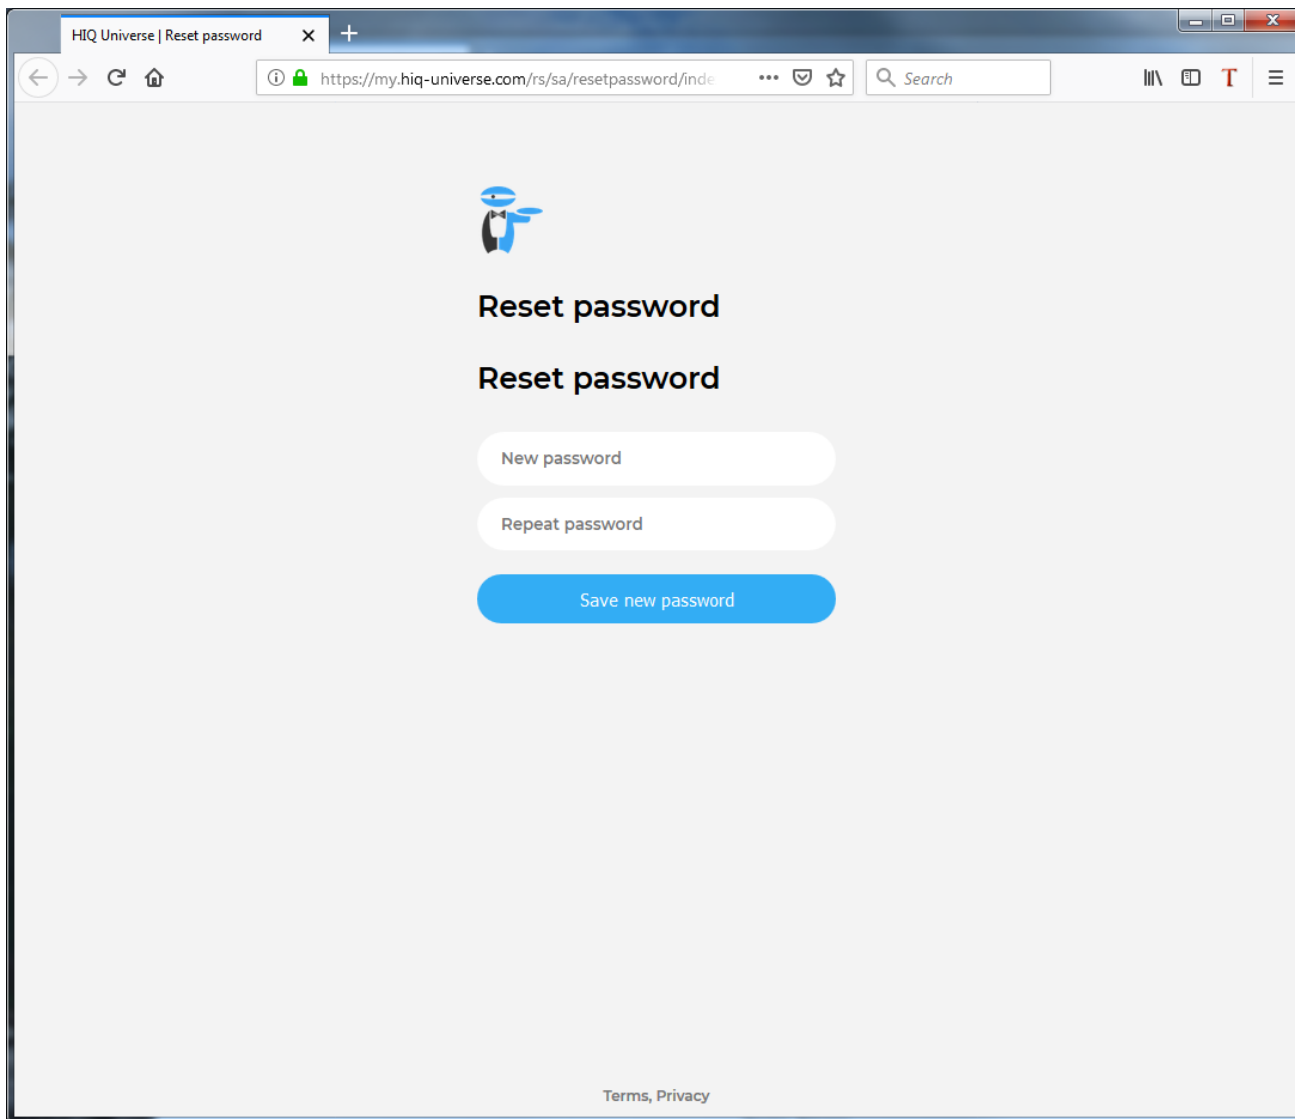 HIQ Universe | Reset password
https://my.hiq-universe.com/rs/sa/resetpassword/inde
Search
T
Reset password
Reset password
New password
Repeat password
Save new password
Terms, Privacy